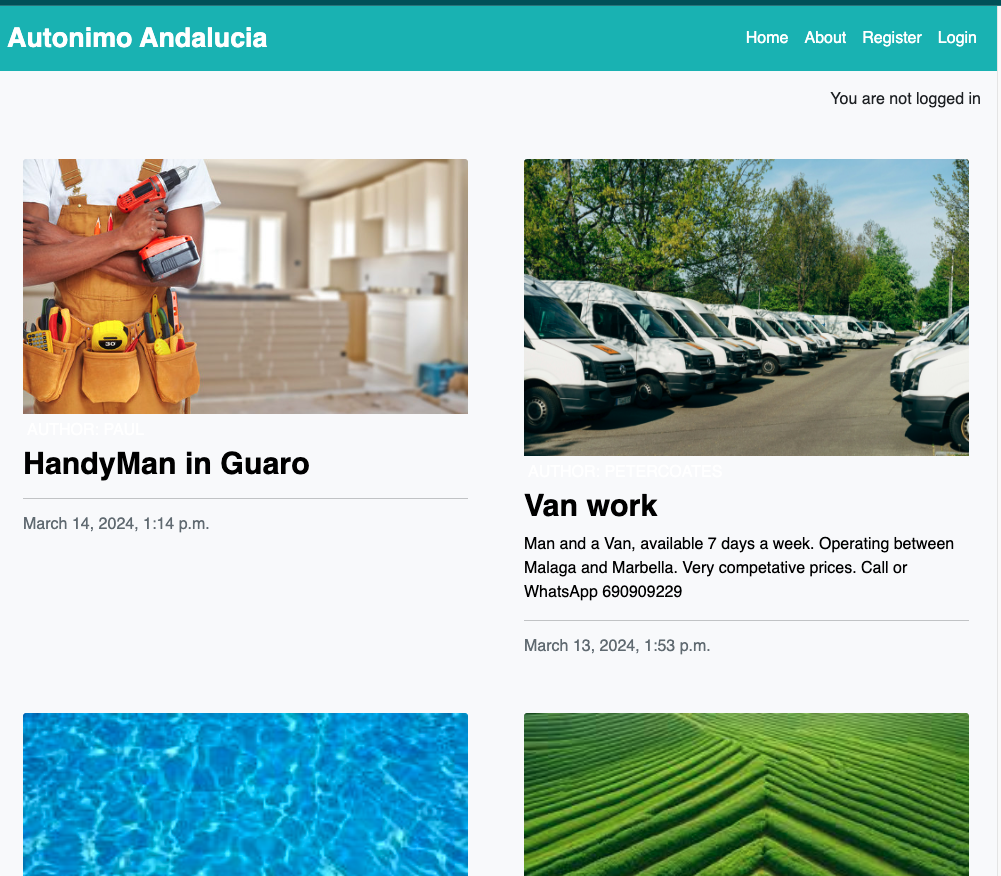 Autonimo Andalucia
Home About Register Login
You are not logged in
30
AUTHOR: PAUL
HandyMan in Guaro
March 14, 2024, 1:14 p.m.
AUTHOR: PETERCOATES
Van work
Man and a Van, available 7 days a week. Operating between
Malaga and Marbella. Very competative prices. Call or
WhatsApp 690909229
March 13, 2024, 1:53 p.m.